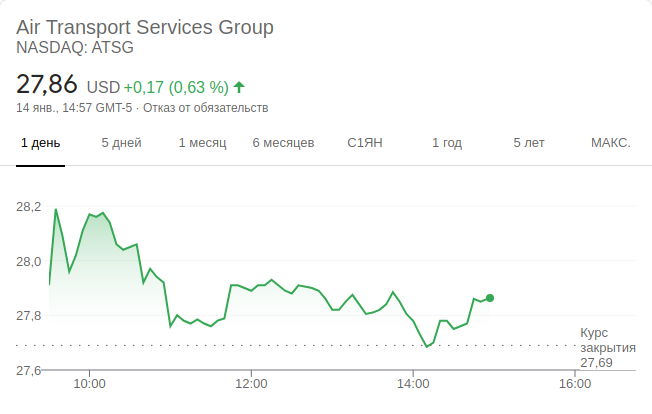 Air Transport Services Group
NASDAQ: ATSG
27,86 USD +0,17 (0,63 %)
14 янв., 14:57 GMT-5 · Отказ от обязательств
1 день 5 дней 1 месяц 6 месяцев С1ЯН 1 год 5 лет МАКС.
28,2
28,0
27,8
27,6
Курс
закрытия
27,69
10:00 12:00 14:00 16:00